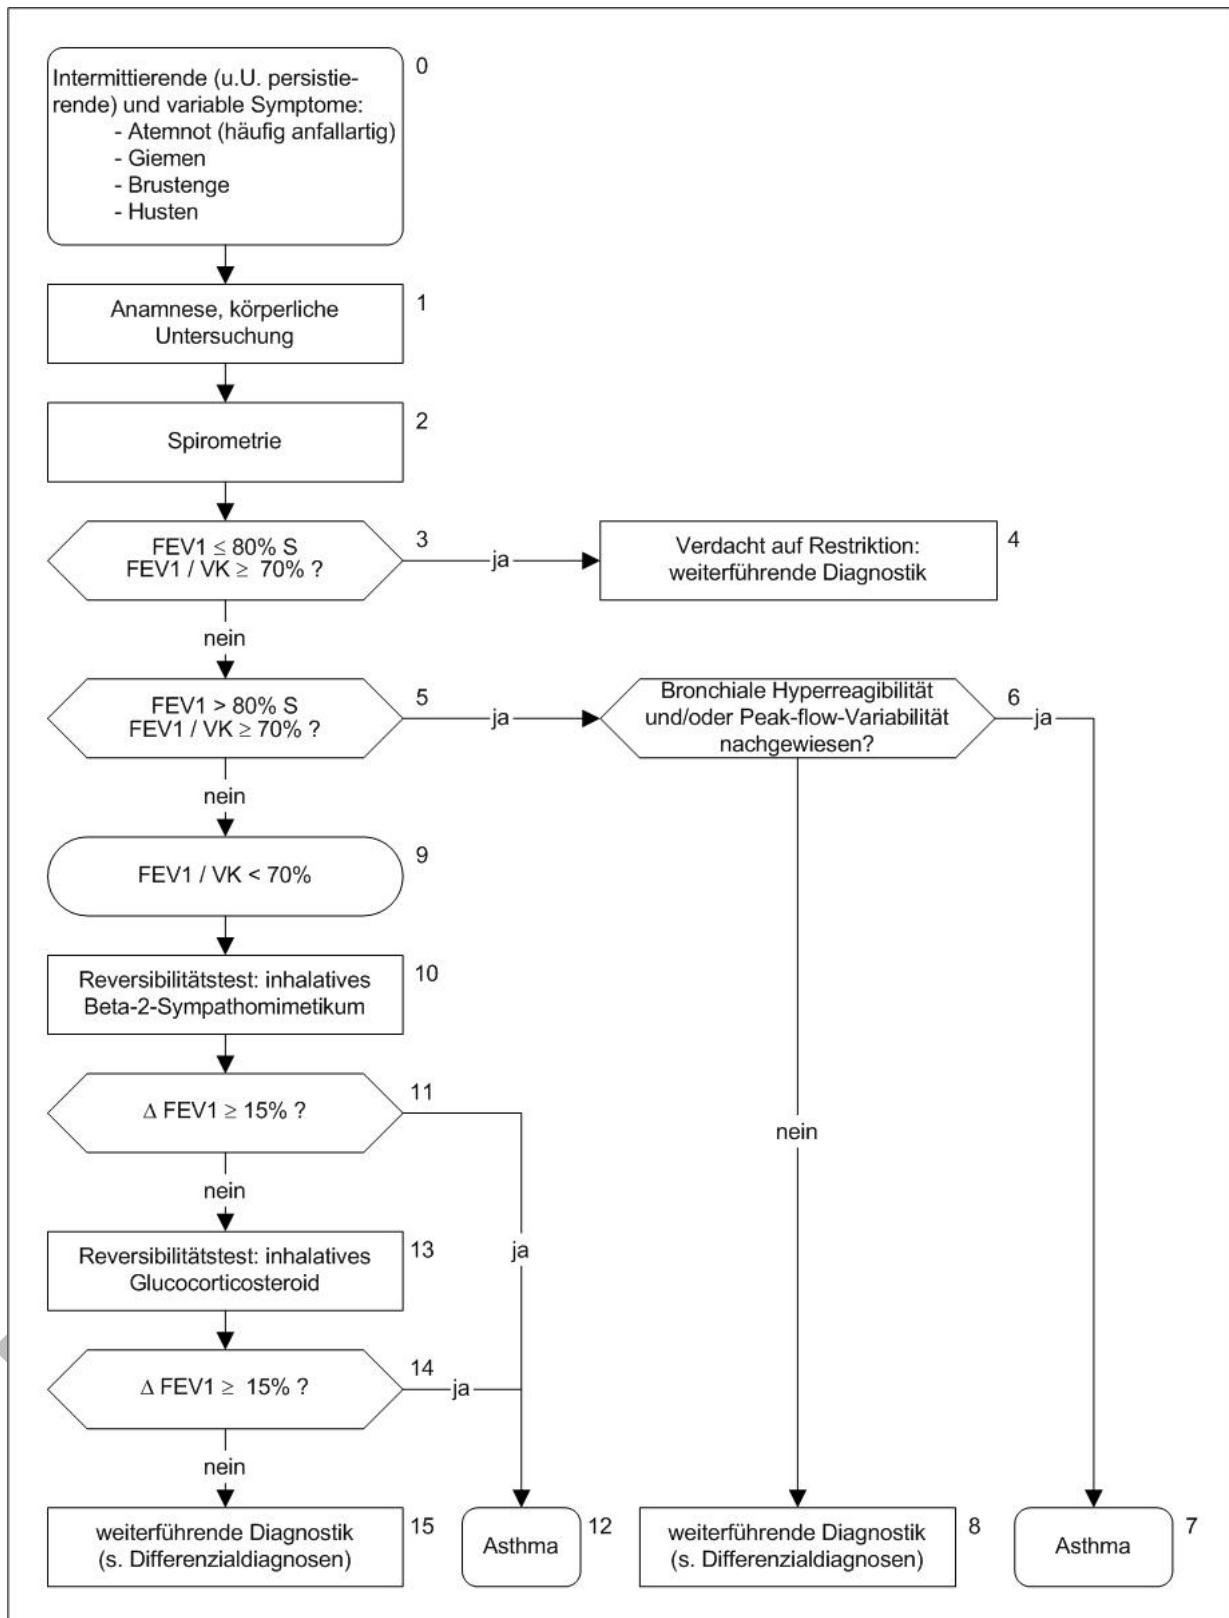 0
Intermittierende (u.U. persistie-
rende) und variable Symptome:
- Atemnot (häufig anfallartig)
- Giemen
- Brustenge
- Husten
1
Anamnese, körperliche
Untersuchung
2
Spirometrie
3
FEV1 ≤ 80% S
FEV1 / VK ≥ 70% ?
ja
4
Verdacht auf Restriktion:
weiterführende Diagnostik
nein
5
FEV1 > 80% S
FEV1 / VK ≥ 70% ?
ja
6
Bronchiale Hyperreagibilität
und/oder Peak-flow-Variabilität
nachgewiesen?
ja
nein
9
FEV1 / VK < 70%
10
Reversibilitätstest: inhalatives
Beta-2-Sympathomimetikum
11
Δ FEV1 ≥ 15% ?
nein
nein
ja
13
Reversibilitätstest: inhalatives
Glucocorticosteroid
14
Δ FEV1 ≥ 15% ?
ja
nein
15
weiterführende Diagnostik
(s. Differenzialdiagnosen)
12
Asthma
8
weiterführende Diagnostik
(s. Differenzialdiagnosen)
7
Asthma